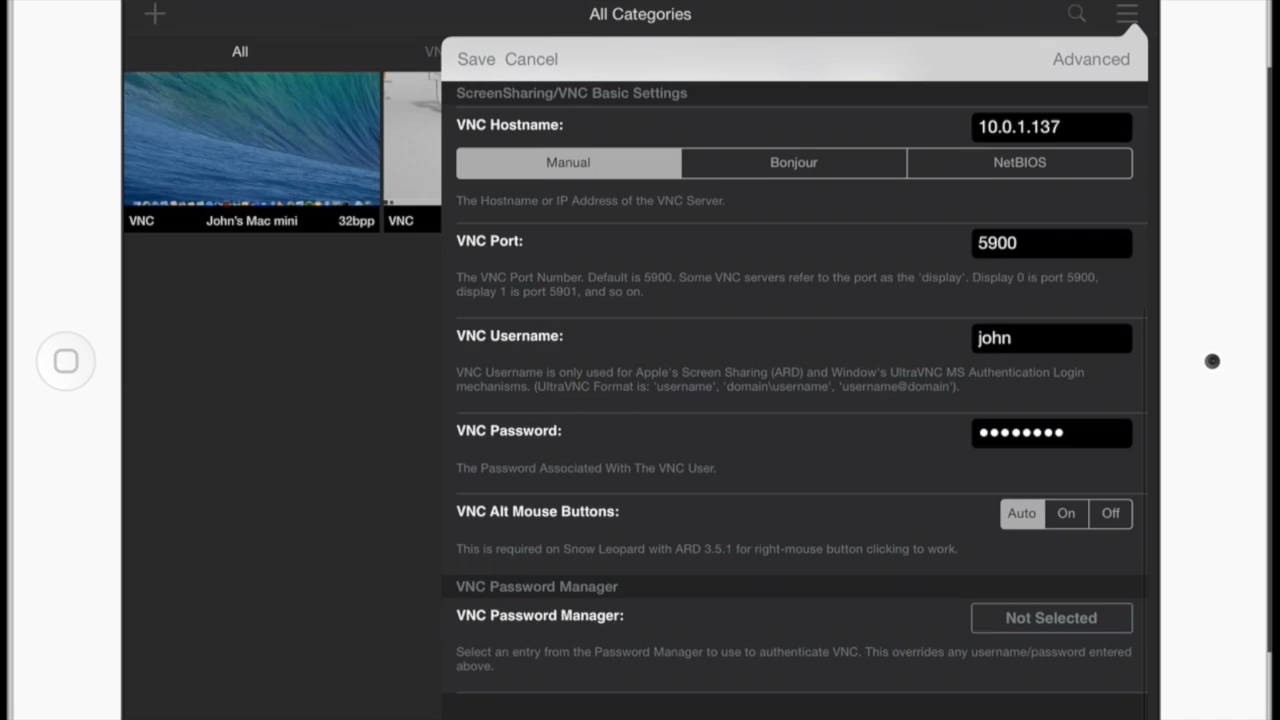 All Categories
All
VN
Save Cancel Advanced
ScreenSharing/VNC Basic Settings
VNC Hostname: 10.0.1.137
Manual Bonjour NetBIOS
The Hostname or IP Address of the VNC Server.
VNC John's Mac mini 32bpp VNC
VNC Port: 5900
The VNC Port Number. Default is 5900. Some VNC servers refer to the port as the 'display'. Display 0 is port 5900,
display 1 is port 5901, and so on.
VNC Username: john
VNC Username is only used for Apple's Screen Sharing (ARD) and Window's UltraVNC MS Authentication Login
mechanisms. (UltraVNC Format is: 'username', 'domain\username', 'username@domain').
VNC Password: ●●●●●●●●
The Password Associated With The VNC User.
VNC Alt Mouse Buttons: Auto On Off
This is required on Snow Leopard with ARD 3.5.1 for right-mouse button clicking to work.
VNC Password Manager
VNC Password Manager: Not Selected
Select an entry from the Password Manager to use to authenticate VNC. This overrides any username/password entered
above.